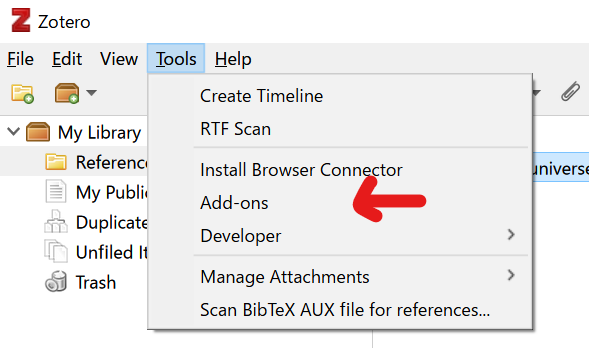 Zotero
File Edit View Tools Help
Create Timeline
RTF Scan
Install Browser Connector
Add-ons
Developer
Manage Attachments
Scan BibTeX AUX file for references...
My Library
Referenc
My Pub
Duplicate
Unfiled It
Trash
universe